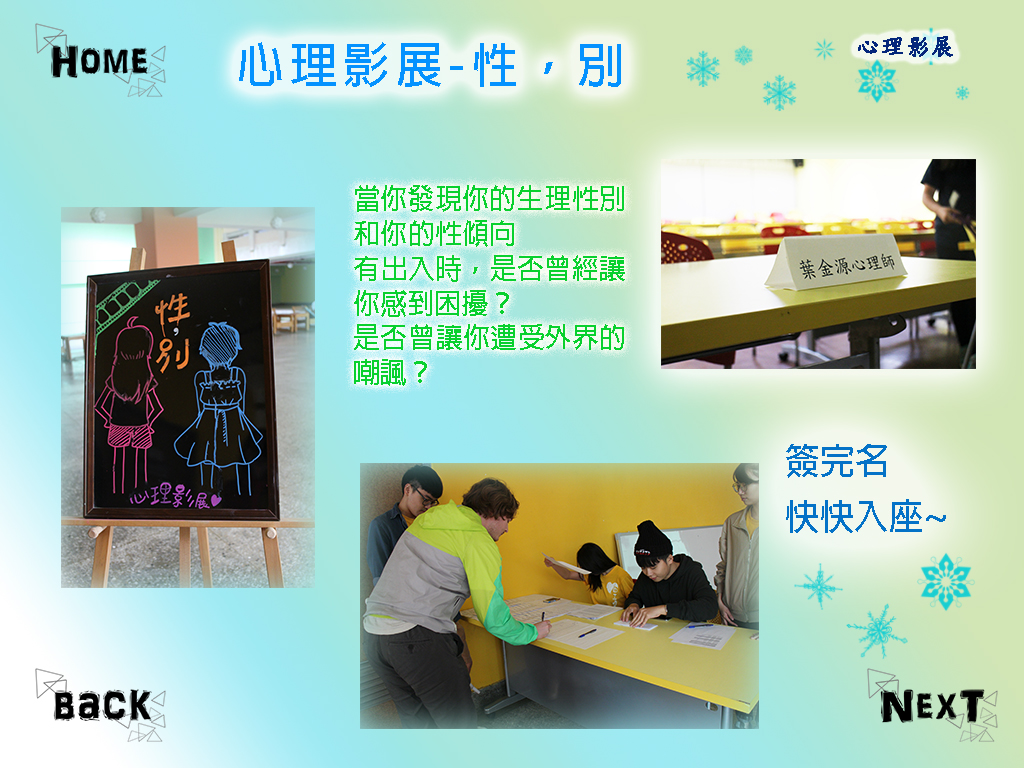 HOME
心理影展-性，別
心理影展
當你發現你的生理性別
和你的性傾向
有出入時，是否曾經讓
你感到困擾？
是否曾讓你遭受外界的
嘲諷？
葉金源心理師
性，別
心理影展
簽完名
快快入座~
BACK
NEXT